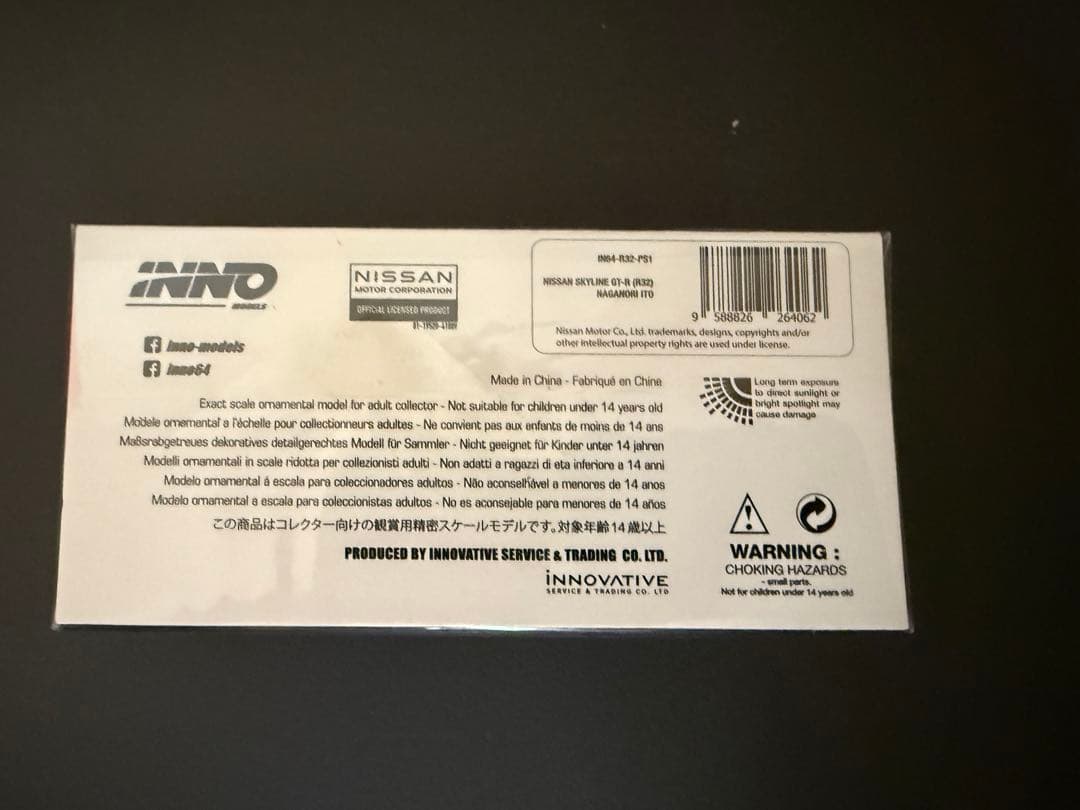 INNO
MODELS
NISSAN
MOTOR CORPORATION
OFFICIAL LICENSED PRODUCT
IN64-R32-PS1
NISSAN SKYLINE GT-R (R32)
NAGANORI ITO
9 588826 264062
Nissan Motor Co., Ltd. trademarks, designs, copyrights and/or
other intellectual property rights are used under license.
inno-models
inno64
Made in China - Fabriqué en Chine
Exact scale ornamental model for adult collector - Not suitable for children under 14 years old
Modèle ornemental a l'échelle pour collectionneurs adultes - Ne convient pas aux enfants de moins de 14 ans
Maßsrabgetreues dekoratives detailgerechtes Modell für Sammler - Nicht geeignet für Kinder unter 14 jahren
Modelli ornamentali in scale ridotta per collezionisti adulti - Non adatti a ragazzi di eta inferiore a 14 anni
Modelo ornamental á escala para coleccionadores adultos - Não aconselhável a menores de 14 anos
Modelo ornamental a escala para coleccionistas adultos - No es aconsejable para menores de 14 años
この商品はコレクター向けの観賞用精密スケールモデルです。対象年齢14歳以上
PRODUCED BY INNOVATIVE SERVICE & TRADING CO. LTD.
INNOVATIVE
SERVICE & TRADING CO. LTD
Long term exposure
to direct sunlight or
bright spotlight may
cause damage
WARNING :
CHOKING HAZARDS
- small parts.
Not for children under 14 years old